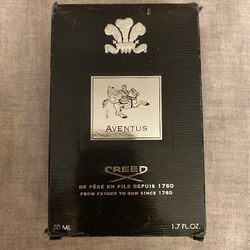 AVENTUS
CREED
DE PÈRE EN FILS DEPUIS 1760
FROM FATHER TO SON SINCE 1760
50 ML 1.7 FL.OZ.